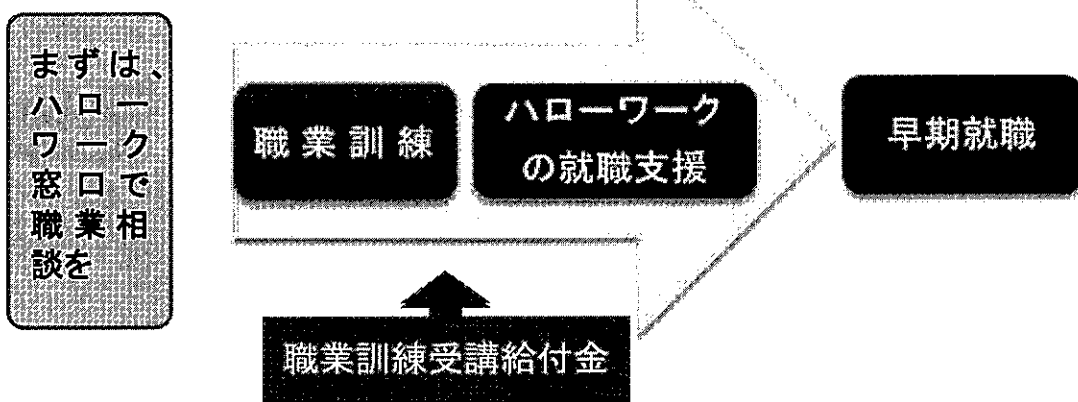 まずは、
ハロー
ワーク
窓口で
職業相
談を
職業訓練
ハローワーク
の就職支援
早期就職
職業訓練受講給付金